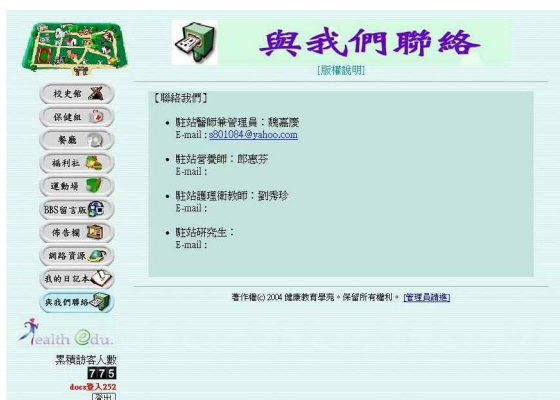 與我們聯絡
[版權說明]
校史館
保健組
餐廳
福利社
運動場
BBS留言版
佈告欄
網路資源
我的日記本
與我們聯絡
Health @du.
累積訪客人數
775
docs登入252
登出
【聯絡我們】
• 駐站醫師兼管理員：魏嘉慶
E-mail : s801084@yahoo.com
• 駐站營養師：郎惠芬
E-mail :
• 駐站護理衛教師：劉秀珍
E-mail :
• 駐站研究生：
E-mail :
著作權(c) 2004 健康教育學苑。保留所有權利。 [管理員請進]